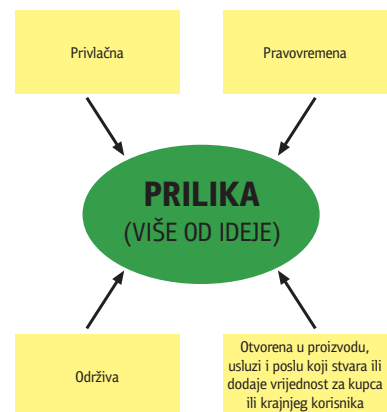 Privlačna
Pravovremena
PRILIKA
(VIŠE OD IDEJE)
Održiva
Otvorena u proizvodu,
usluzi i poslu koji stvara ili
dodaje vrijednost za kupca
ili krajnjeg korisnika